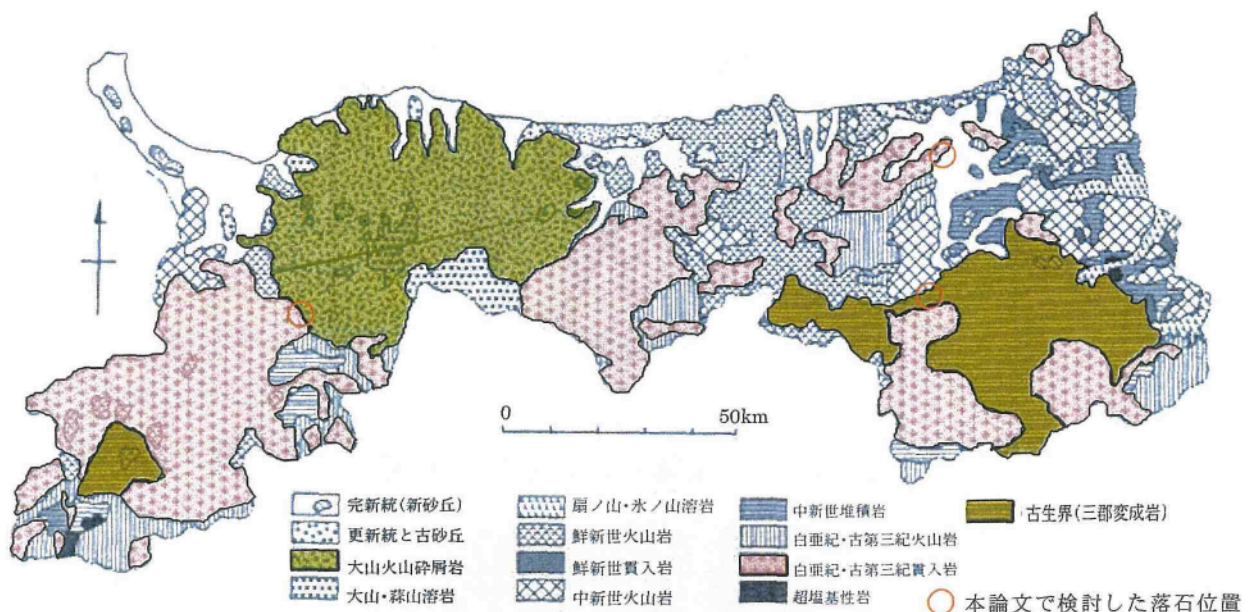 0 50km
完新統(新砂丘)
更新統と古砂丘
大山火山砕屑岩
大山・蒜山溶岩
扇ノ山・氷ノ山溶岩
鮮新世火山岩
鮮新世貫入岩
中新世火山岩
中新世堆積岩
白亜紀・古第三紀火山岩
白亜紀・古第三紀貫入岩
超塩基性岩
古生界(三郡変成岩)
本論文で検討した落石位置